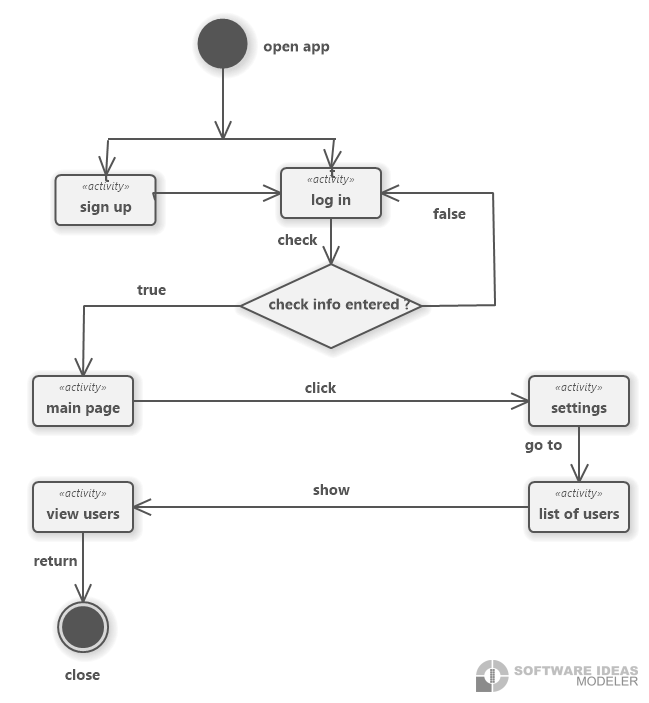 open app
«activity»
sign up
«activity»
log in
false
check
true
check info entered ?
«activity»
main page
click
«activity»
settings
go to
«activity»
view users
show
«activity»
list of users
return
close
SOFTWARE IDEAS
MODELER